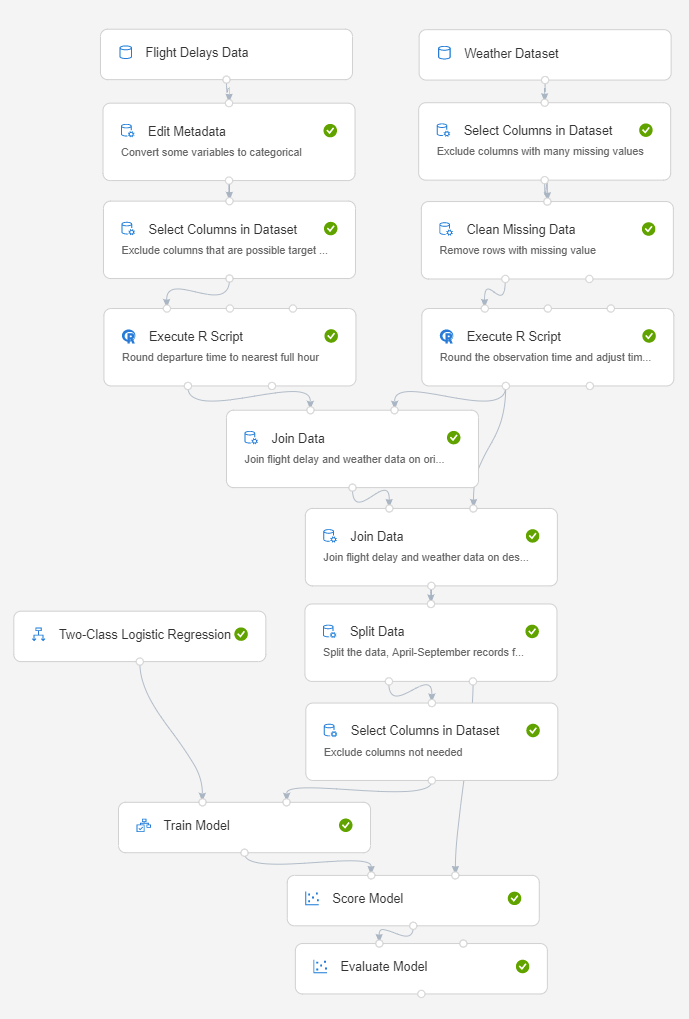 Flight Delays Data
Weather Dataset
Edit Metadata
Convert some variables to categorical
Select Columns in Dataset
Exclude columns with many missing values
Select Columns in Dataset
Exclude columns that are possible target ...
Clean Missing Data
Remove rows with missing value
Execute R Script
Round departure time to nearest full hour
Execute R Script
Round the observation time and adjust tim...
Join Data
Join flight delay and weather data on ori...
Join Data
Join flight delay and weather data on des...
Two-Class Logistic Regression
Split Data
Split the data, April-September records f...
Select Columns in Dataset
Exclude columns not needed
Train Model
Score Model
Evaluate Model